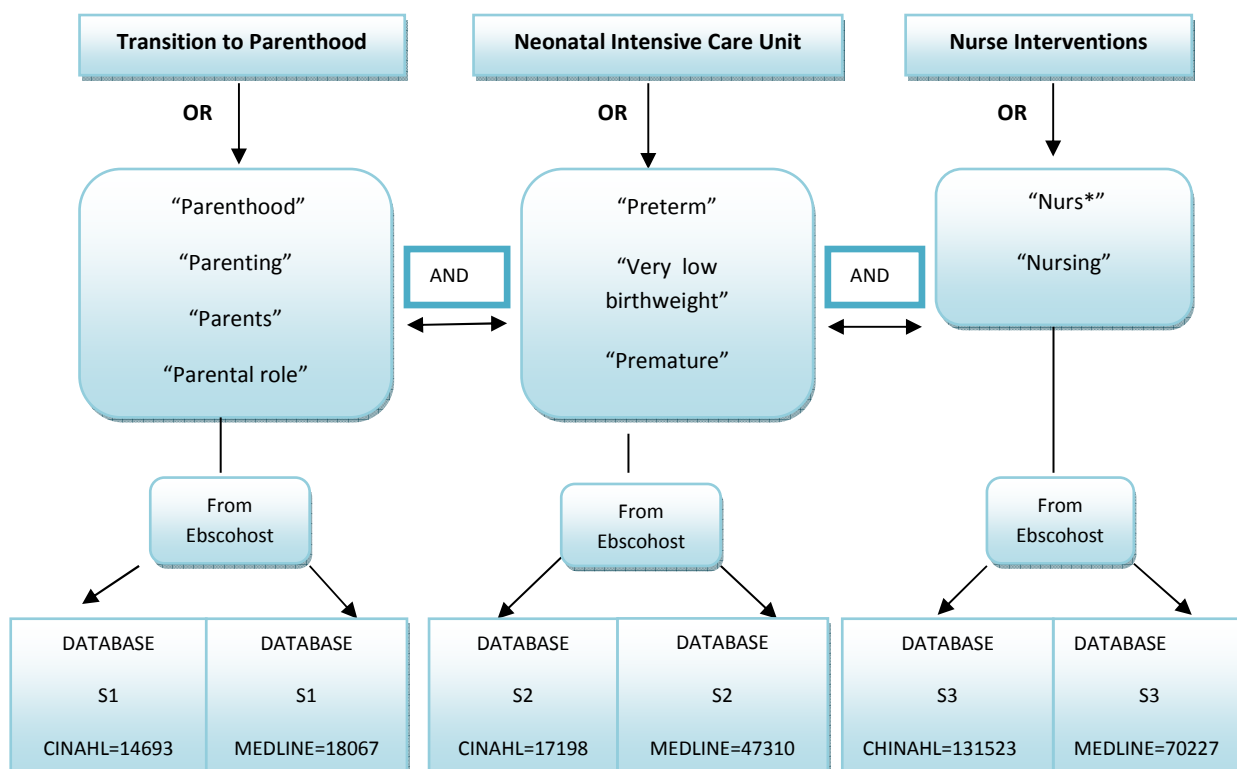 Transition to Parenthood
Neonatal Intensive Care Unit
Nurse Interventions
OR
OR
OR
“Parenthood”
“Parenting”
“Parents”
“Parental role”
AND
“Preterm”
“Very low
birthweight”
“Premature”
AND
“Nurs*”
“Nursing”
From
Ebscohost
From
Ebscohost
From
Ebscohost
DATABASE
S1
CINAHL=14693
DATABASE
S1
MEDLINE=18067
DATABASE
S2
CINAHL=17198
DATABASE
S2
MEDLINE=47310
DATABASE
S3
CHINAHL=131523
DATABASE
S3
MEDLINE=70227